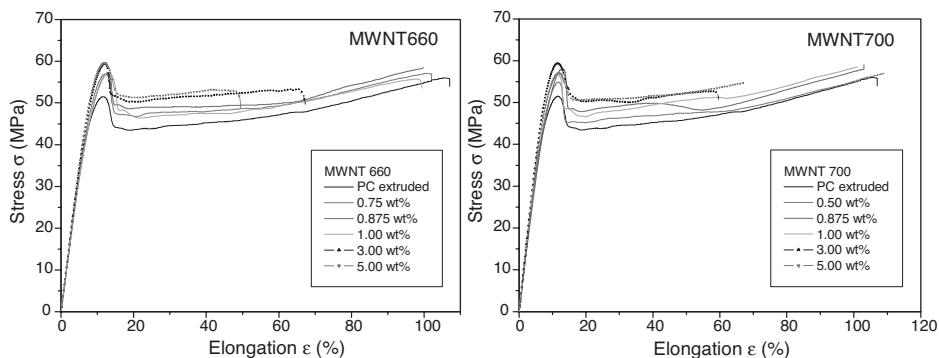 70
60
50
40
30
20
10
0
Stress σ (MPa)
MWNT660
MWNT 660
PC extruded
0.75 wt%
0.875 wt%
1.00 wt%
3.00 wt%
5.00 wt%
0 20 40 60 80 100
Elongation ε (%)
70
60
50
40
30
20
10
0
Stress σ (MPa)
MWNT700
MWNT 700
PC extruded
0.50 wt%
0.875 wt%
1.00 wt%
3.00 wt%
5.00 wt%
0 20 40 60 80 100 120
Elongation ε (%)